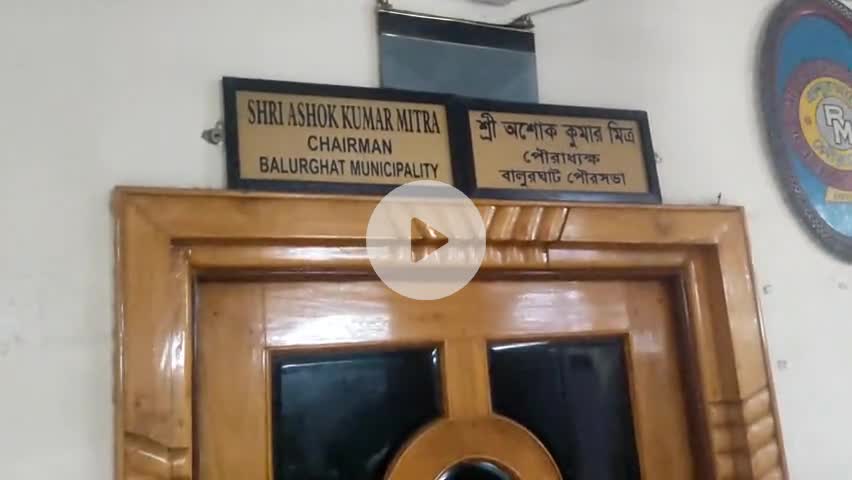 SHRI ASHOK KUMAR MITRA
CHAIRMAN
BALURGHAT MUNICIPALITY
শ্রী অশোক কুমার মিত্র
পৌরাধ্যক্ষ
বালুরঘাট পৌরসভা